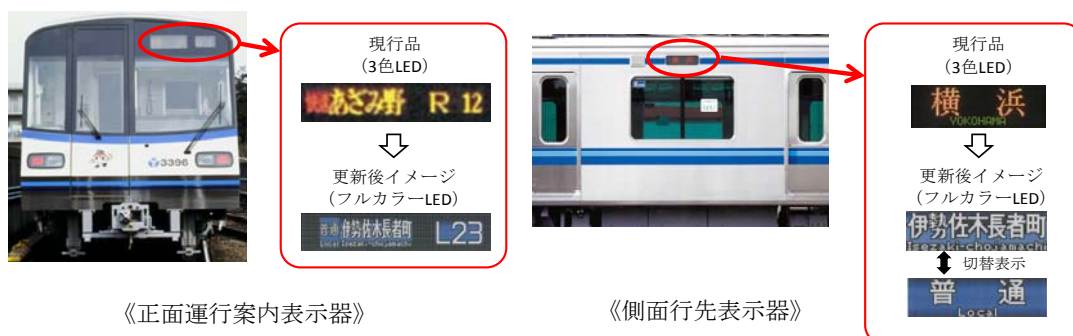 現行品
(3色LED)
快速あざみ野 R 12
更新後イメージ
(フルカラーLED)
普通 伊勢佐木長者町 L23
Local Isezaki-chojamachi
3396
《正面運行案内表示器》
現行品
(3色LED)
横 浜
YOKOHAMA
更新後イメージ
(フルカラーLED)
伊勢佐木長者町
Isezaki-chojamachi
切替表示
普 通
Local
《側面行先表示器》